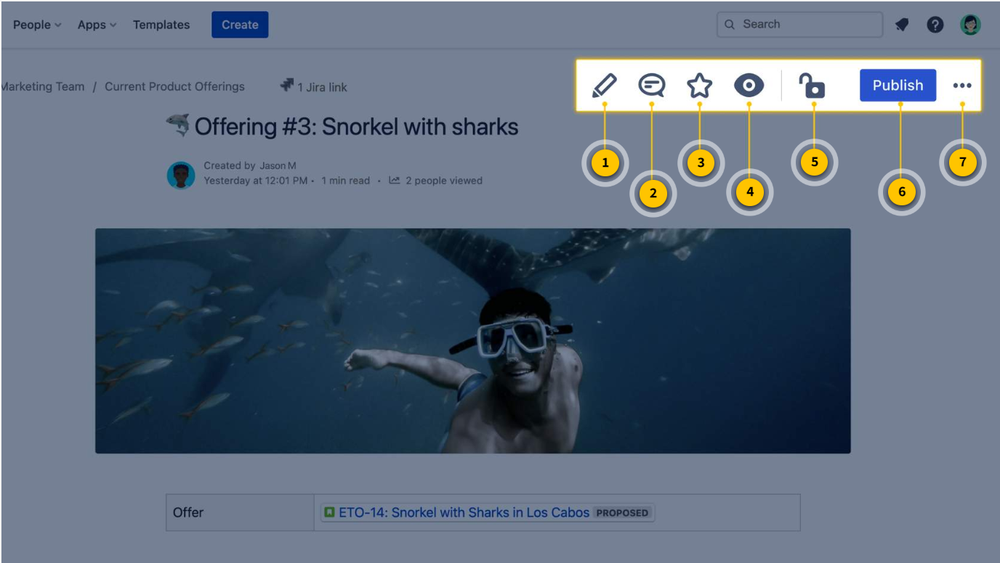 People Apps Templates Create Search
Marketing Team / Current Product Offerings 1 Jira link
Publish
Offering #3: Snorkel with sharks
Created by Jason M
Yesterday at 12:01 PM • 1 min read • 2 people viewed
1 3 5 7
2 4 6
Offer ETO-14: Snorkel with Sharks in Los Cabos PROPOSED